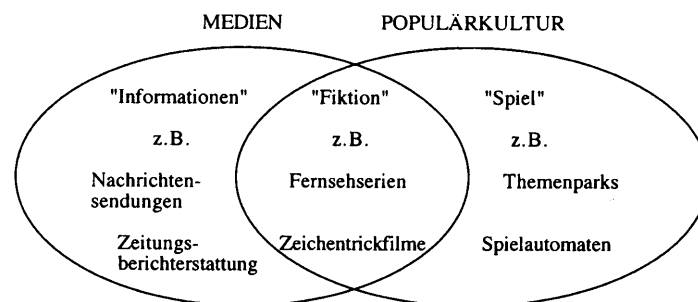 MEDIEN POPULÄRKULTUR
"Informationen" "Fiktion" "Spiel"
z.B. z.B. z.B.
Nachrichten- Fernsehserien Themenparks
sendungen
Zeitungs- Zeichentrickfilme Spielautomaten
berichterstattung